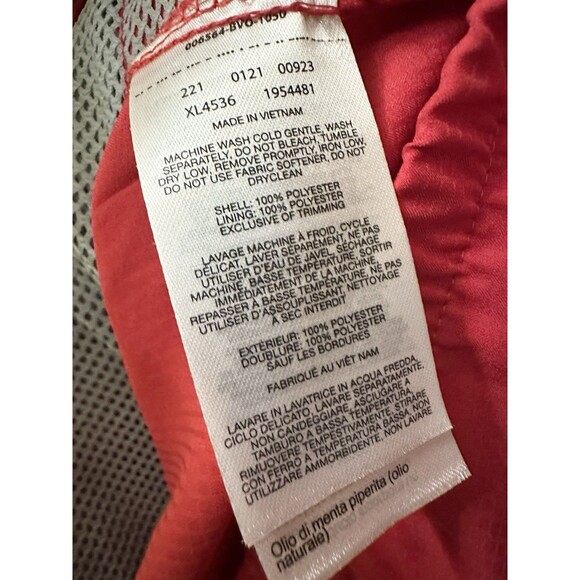 006564-BVO-1050
221 0121 00923
XL4536 1954481
MADE IN VIETNAM
MACHINE WASH COLD GENTLE, WASH
SEPARATELY, DO NOT BLEACH, TUMBLE
DRY LOW, REMOVE PROMPTLY, IRON LOW,
DO NOT USE FABRIC SOFTENER, DO NOT
DRYCLEAN
SHELL: 100% POLYESTER
LINING: 100% POLYESTER
EXCLUSIVE OF TRIMMING
LAVAGE MACHINE À FROID, CYCLE
DÉLICAT, LAVER SÉPARÉMENT, NE PAS
UTILISER D'EAU DE JAVEL, SÉCHAGE
MACHINE, BASSE TEMPÉRATURE, SORTIR
IMMÉDIATEMENT DE LA MACHINE,
REPASSER À BASSE TEMPÉRATURE, NE PAS
UTILISER D'ASSOUPLISSANT, NETTOYAGE
À SEC INTERDIT
EXTÉRIEUR: 100% POLYESTER
DOUBLURE: 100% POLYESTER
SAUF LES BORDURES
FABRIQUÉ AU VIÊT NAM
LAVARE IN LAVATRICE IN ACQUA FREDDA,
CICLO DELICATO, LAVARE SEPARATAMENTE,
NON CANDEGGIARE, ASCIUGARE A
TAMBURO A BASSA TEMPERATURA,
RIMUOVERE TEMPESTIVAMENTE, STIRARE
CON FERRO A TEMPERATURA BASSA, NON
UTILIZZARE AMMORBIDENTE, NON LAVARE
Olio di menta piperita (olio
naturale)